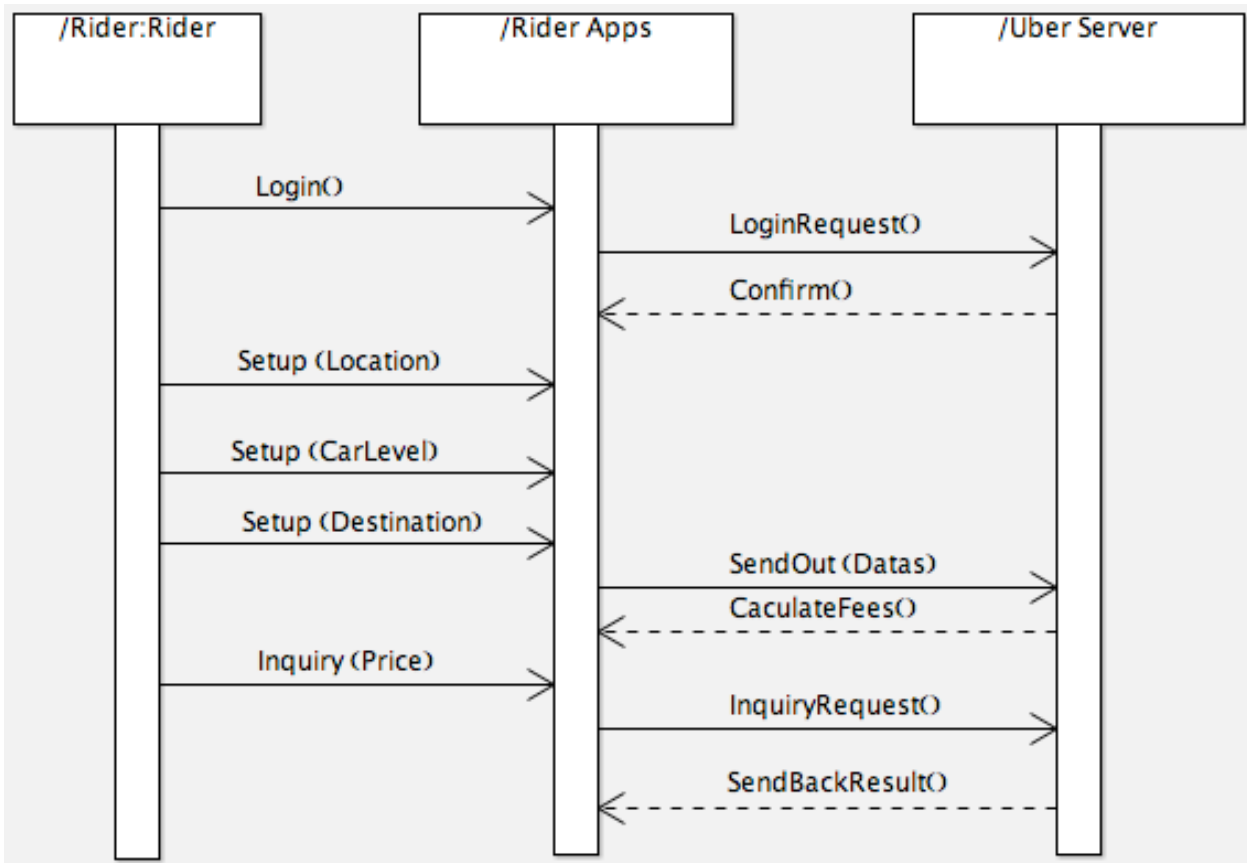 /Rider:Rider
/Rider Apps
/Uber Server
Login()
LoginRequest()
Confirm()
Setup (Location)
Setup (CarLevel)
Setup (Destination)
SendOut (Datas)
CaculateFees()
Inquiry (Price)
InquiryRequest()
SendBackResult()